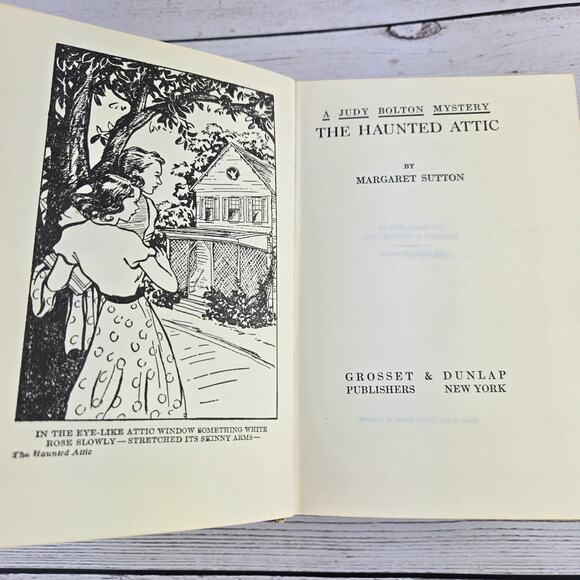 IN THE EYE-LIKE ATTIC WINDOW SOMETHING WHITE
ROSE SLOWLY—STRETCHED ITS SKINNY ARMS—
The Haunted Attic
A JUDY BOLTON MYSTERY
THE HAUNTED ATTIC
BY
MARGARET SUTTON
GROSSET & DUNLAP
PUBLISHERS NEW YORK